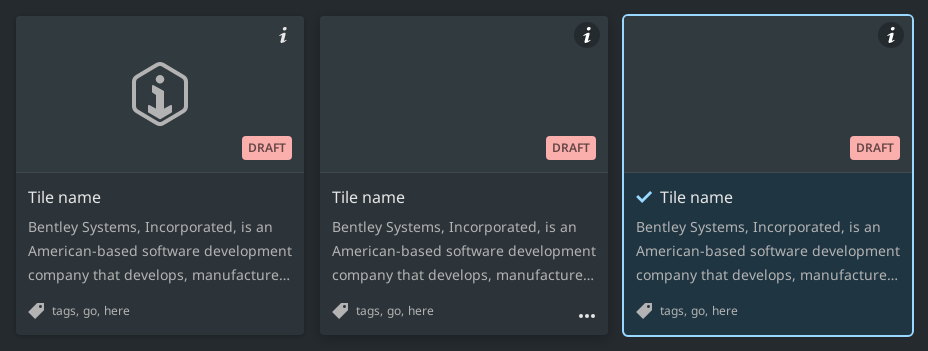 DRAFT
Tile name
Bentley Systems, Incorporated, is an
American-based software development
company that develops, manufacture...
tags, go, here
DRAFT
Tile name
Bentley Systems, Incorporated, is an
American-based software development
company that develops, manufacture...
tags, go, here
DRAFT
Tile name
Bentley Systems, Incorporated, is an
American-based software development
company that develops, manufacture...
tags, go, here